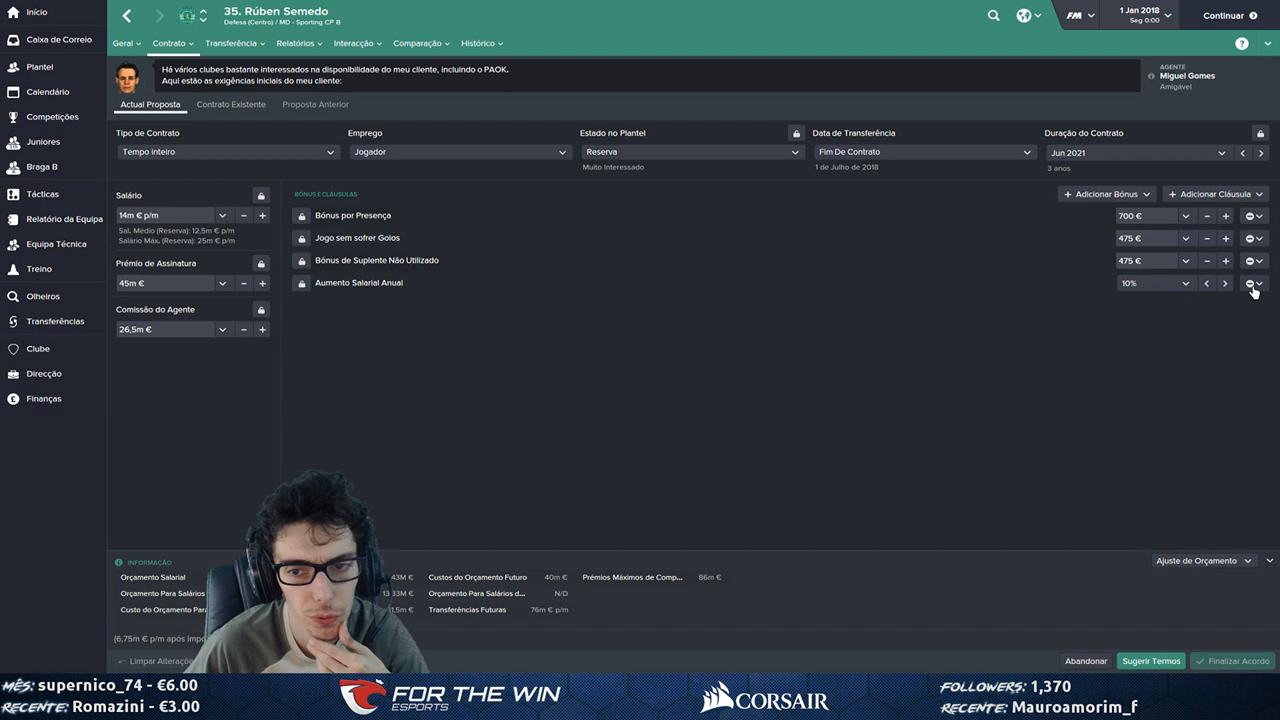 Início
Caixa de Correio
Plantel
Calendário
Competições
Juniores
Braga B
Tácticas
Relatório da Equipa
Equipa Técnica
Treino
Olheiros
Transferências
Clube
Direcção
Finanças
35. Rúben Semedo
Defesa (Centro) / MD - Sporting CP B
FM
1 Jan 2018
Seg 0:00
Continuar
Geral
Contrato
Transferência
Relatórios
Interacção
Comparação
Histórico
Há vários clubes bastante interessados na disponibilidade do meu cliente, incluindo o PAOK.
Aqui estão as exigências iniciais do meu cliente:
AGENTE
Miguel Gomes
Amigável
Actual Proposta
Contrato Existente
Proposta Anterior
Tipo de Contrato
Tempo inteiro
Emprego
Jogador
Estado no Plantel
Reserva
Muito Interessado
Data de Transferência
Fim De Contrato
1 de Julho de 2018
Duração do Contrato
Jun 2021
3 anos
Salário
14m € p/m
Sal. Médio (Reserva): 12,5m € p/m
Salário Máx. (Reserva): 25m € p/m
Prémio de Assinatura
45m €
Comissão do Agente
26,5m €
BÓNUS E CLÁUSULAS
+ Adicionar Bónus
+ Adicionar Cláusula
Bónus por Presença
700 €
Jogo sem sofrer Golos
475 €
Bónus de Suplente Não Utilizado
475 €
Aumento Salarial Anual
10%
INFORMAÇÃO
Ajuste de Orçamento
Orçamento Salarial
43M €
Custos do Orçamento Futuro
40m €
Prémios Máximos de Comp...
86m €
Orçamento Para Salários
33M €
Orçamento Para Salários d...
N/D
Custo do Orçamento Par
,5m €
Transferências Futuras
76m € p/m
(6,75m € p/m após impo
Limpar Alteraçõe
Abandonar
Sugerir Termos
Finalizar Acordo
MÊS: supernico_74 - €6.00
RECENTE: Romazini - €3.00
FOR THE WIN
ESPORTS
CORSAIR
FOLLOWERS: 1,370
RECENTE: Mauroamorim_f